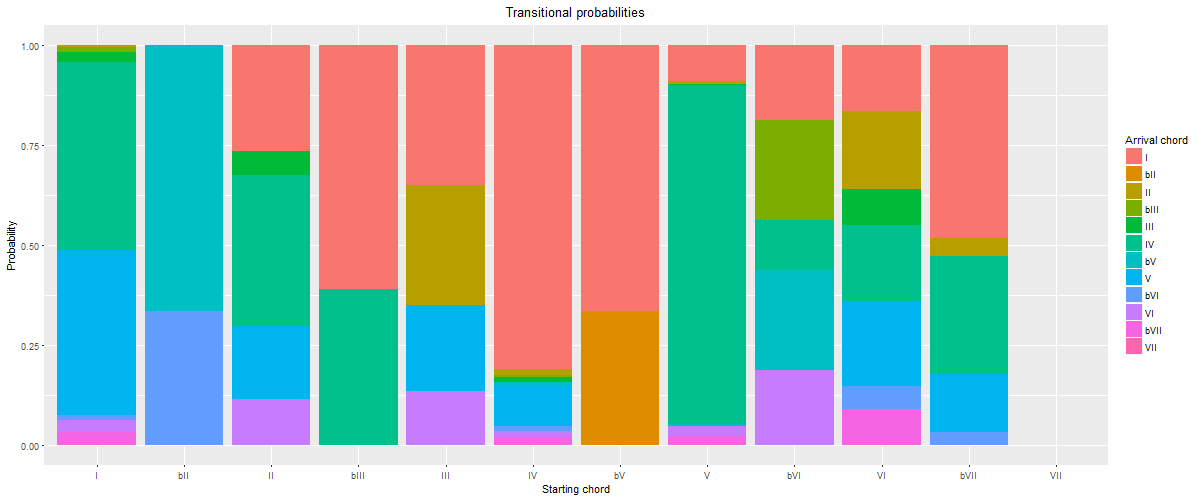 Transitional probabilities
Probability
1.00
0.75
0.50
0.25
0.00
I bII II bIII III IV bV V bVI VI bVII VII
Starting chord
Arrival chord
I
bII
II
bIII
III
IV
bV
V
bVI
VI
bVII
VII